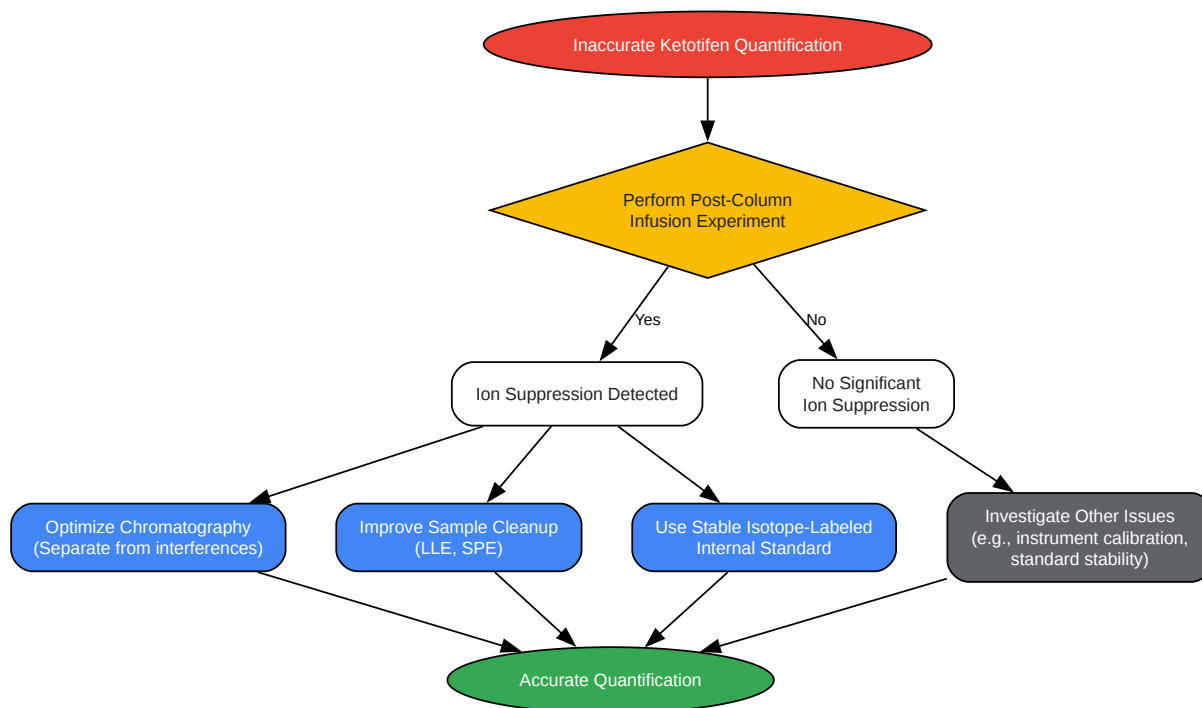 Inaccurate Ketotifen Quantification
Perform Post-Column
Infusion Experiment
Yes
No
Ion Suppression Detected
No Significant
Ion Suppression
Optimize Chromatography
(Separate from interferences)
Improve Sample Cleanup
(LLE, SPE)
Use Stable Isotope-Labeled
Internal Standard
Investigate Other Issues
(e.g., instrument calibration,
standard stability)
Accurate Quantification